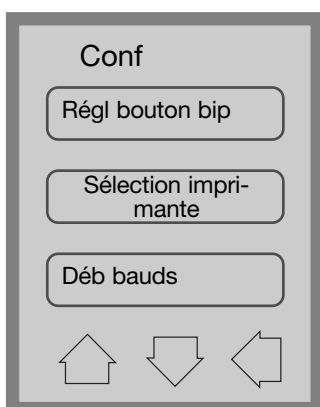 Conf
Régl bouton bip
Sélection impri-
mante
Déb bauds